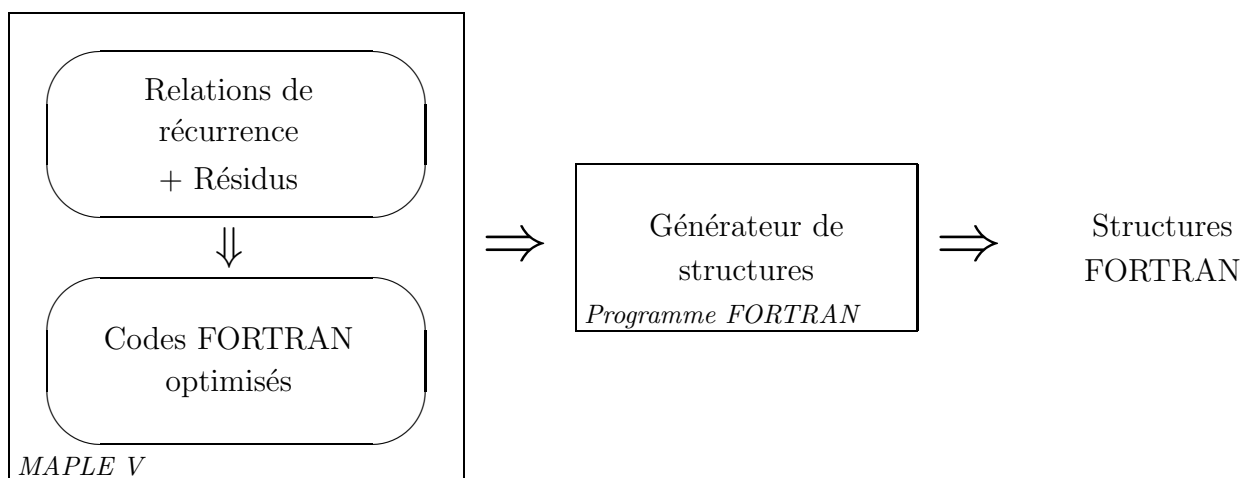 Relations de
récurrence
+ Résidus
⇓
Codes FORTRAN
optimisés
MAPLE V
⇒
Générateur de
structures
Programme FORTRAN
⇒
Structures
FORTRAN